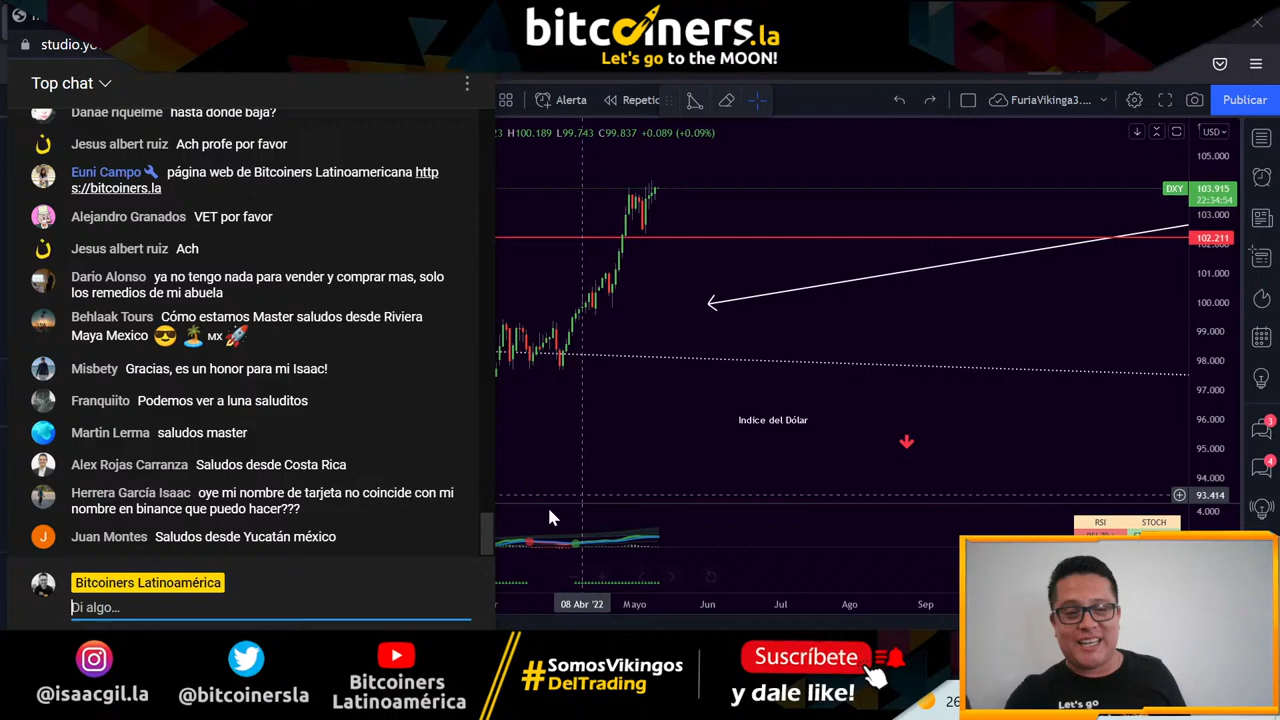 bitcoiners.la
Let's go to the MOON!
studio.yo
Top chat
Danae riquelme hasta donde baja?
Jesus albert ruiz Ach profe por favor
Euni Campo página web de Bitcoiners Latinoamericana http
s://bitcoiners.la
Alejandro Granados VET por favor
Jesus albert ruiz Ach
Dario Alonso ya no tengo nada para vender y comprar mas, solo
los remedios de mi abuela
Behlaak Tours Cómo estamos Master saludos desde Riviera
Maya Mexico 😎 🏝️ MX 🚀
Misbety Gracias, es un honor para mi Isaac!
Franquiito Podemos ver a luna saluditos
Martin Lerma saludos master
Alex Rojas Carranza Saludos desde Costa Rica
Herrera García Isaac oye mi nombre de tarjeta no coincide con mi
nombre en binance que puedo hacer???
J Juan Montes Saludos desde Yucatán méxico
Bitcoiners Latinoamérica
Di algo...
Alerta Repetic FuriaVikinga3.... Publicar
23 H100.189 L99.743 C99.837 +0.089 (+0.09%)
USD
105.000
DXY 103.915
22:34:54
103.000
102.211
102.000
101.000
100.000
99.000
98.000
97.000
96.000
95.000
94.000
93.414
4.000
3
4
Indice del Dólar
RSI STOCH
08 Abr '22 Mayo Jun Jul Ago Sep
Let's go
@isaacgil.la
@bitcoinersla
Bitcoiners
Latinoamérica
#SomosVikingos
DelTrading
Suscríbete
y dale like!
26